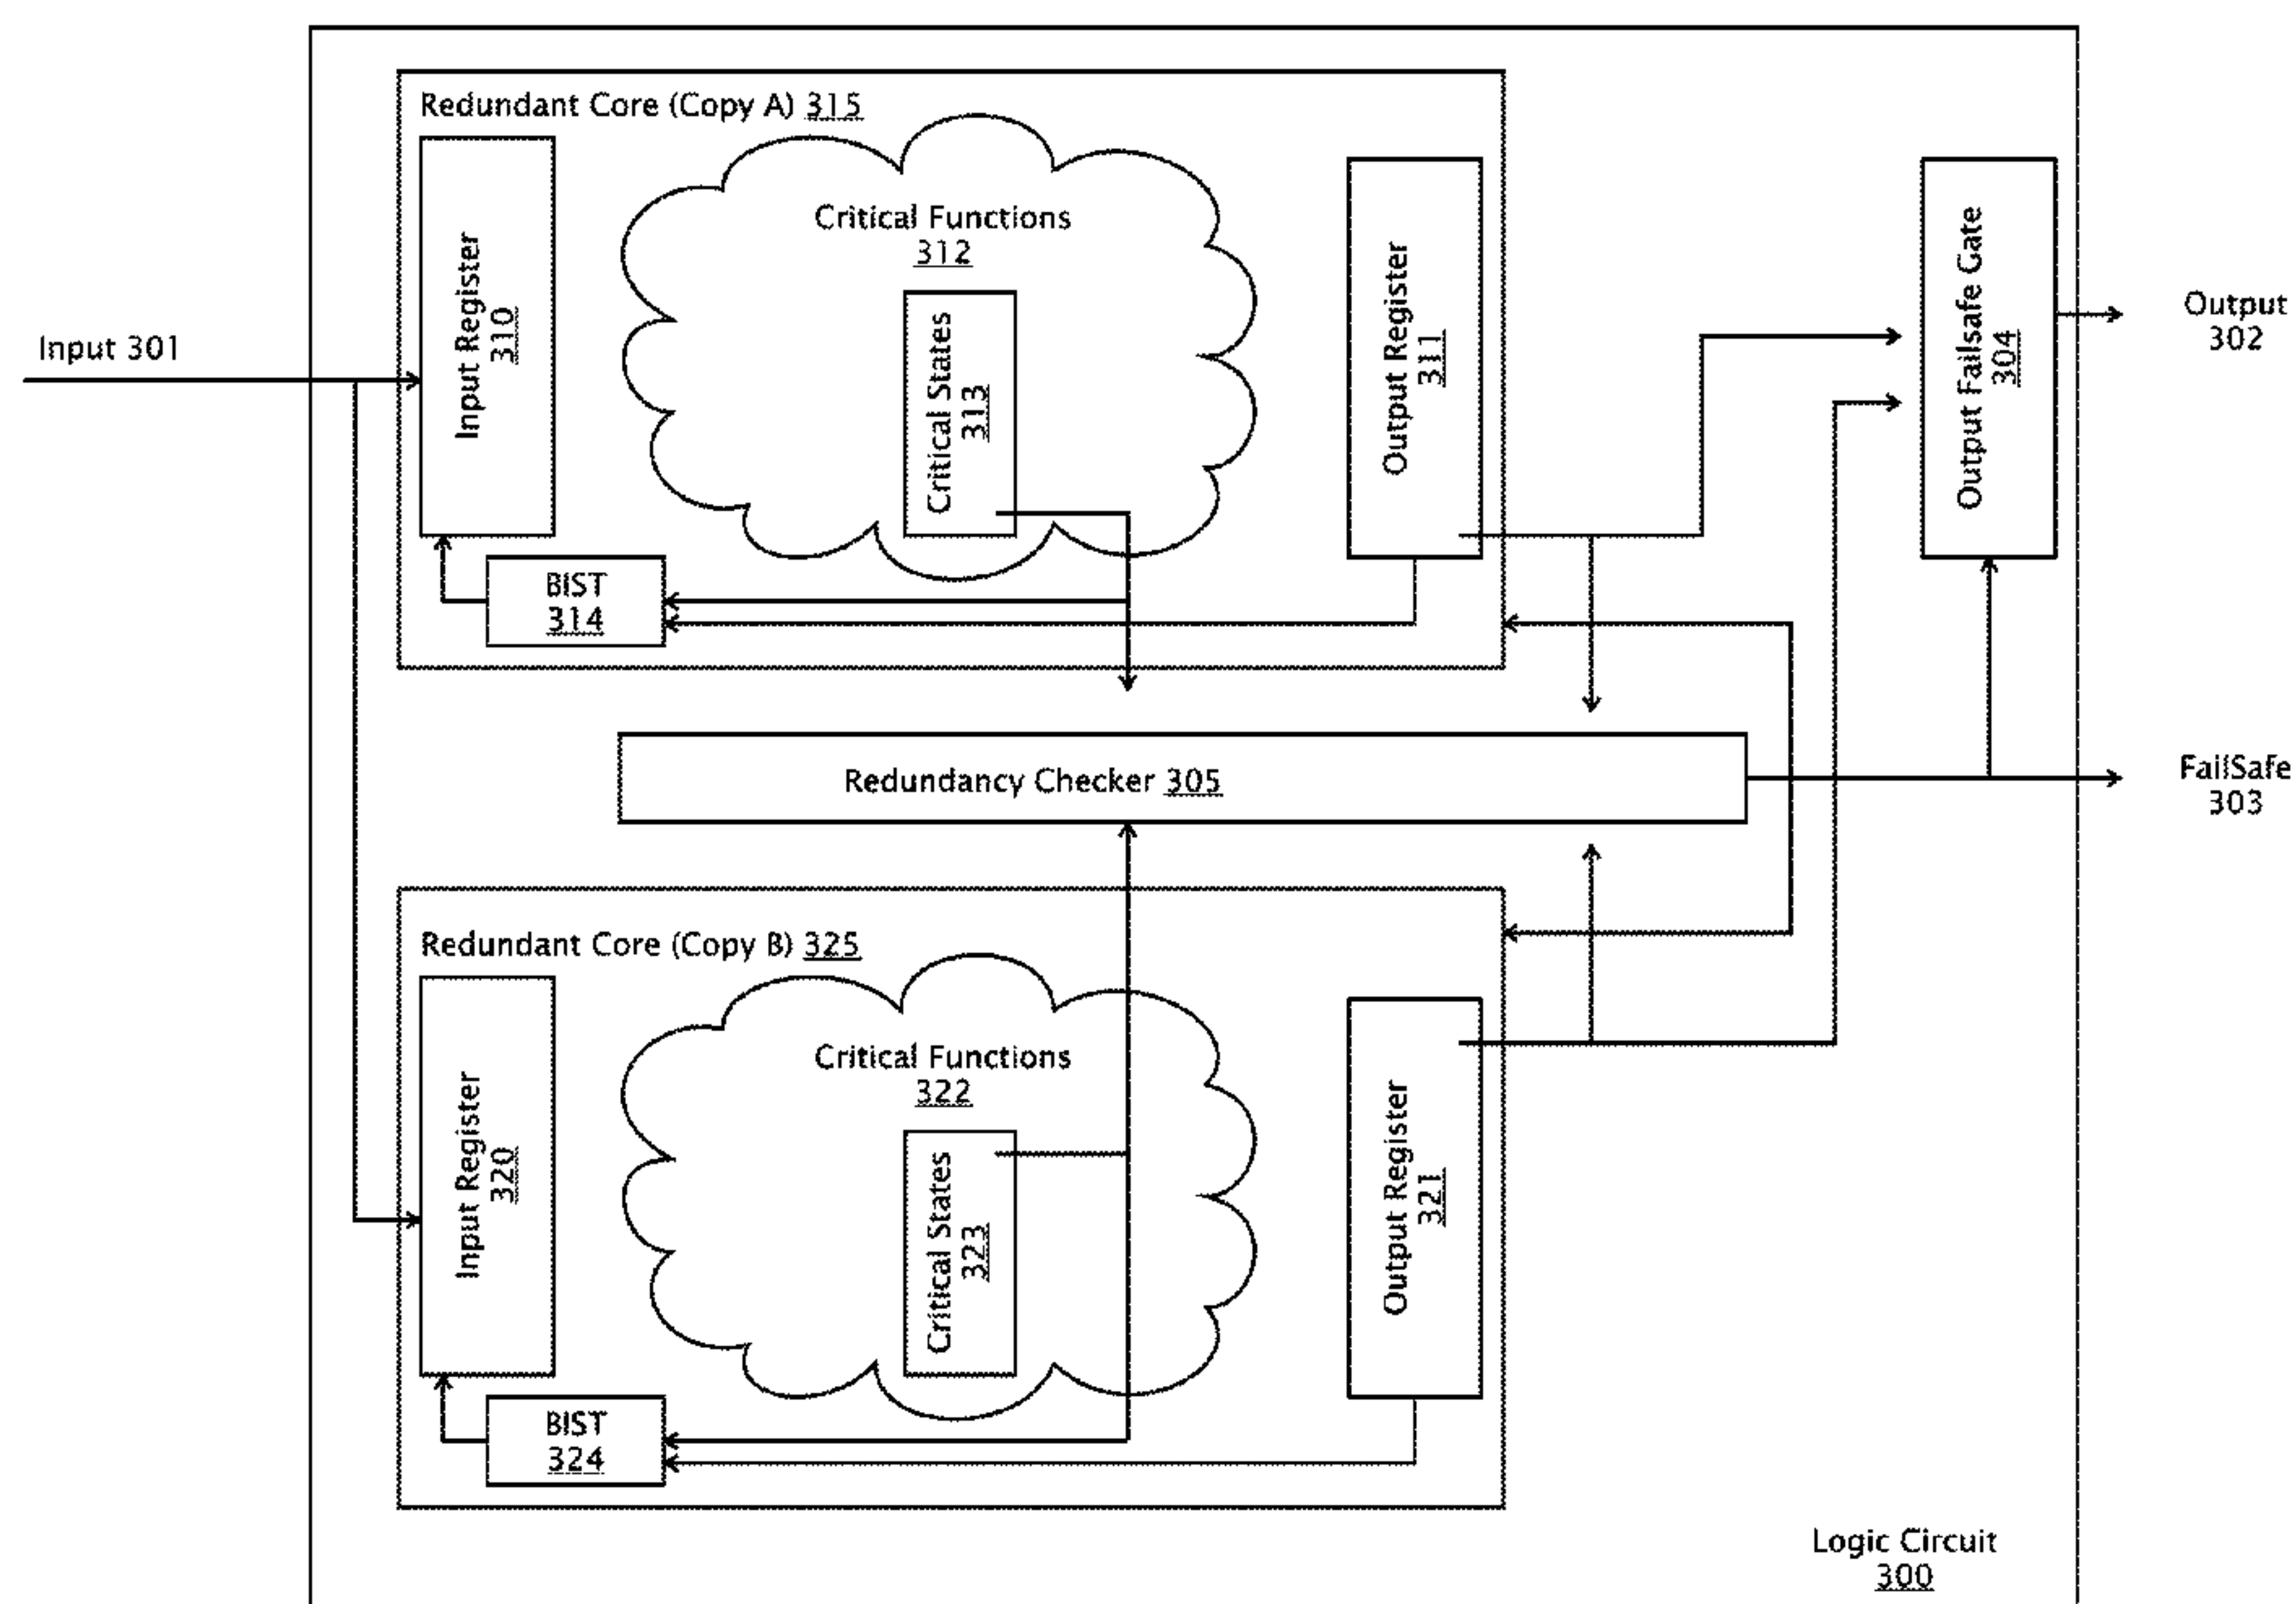 Redundant Core (Copy A) 315
Input Register
310
Critical Functions
312
Critical States
313
Output Register
311
BIST
314
Output Failsafe Gate
304
Input 301
Output
302
Redundancy Checker 305
FailSafe
303
Redundant Core (Copy B) 325
Input Register
320
Critical Functions
322
Critical States
323
Output Register
321
BIST
324
Logic Circuit
300